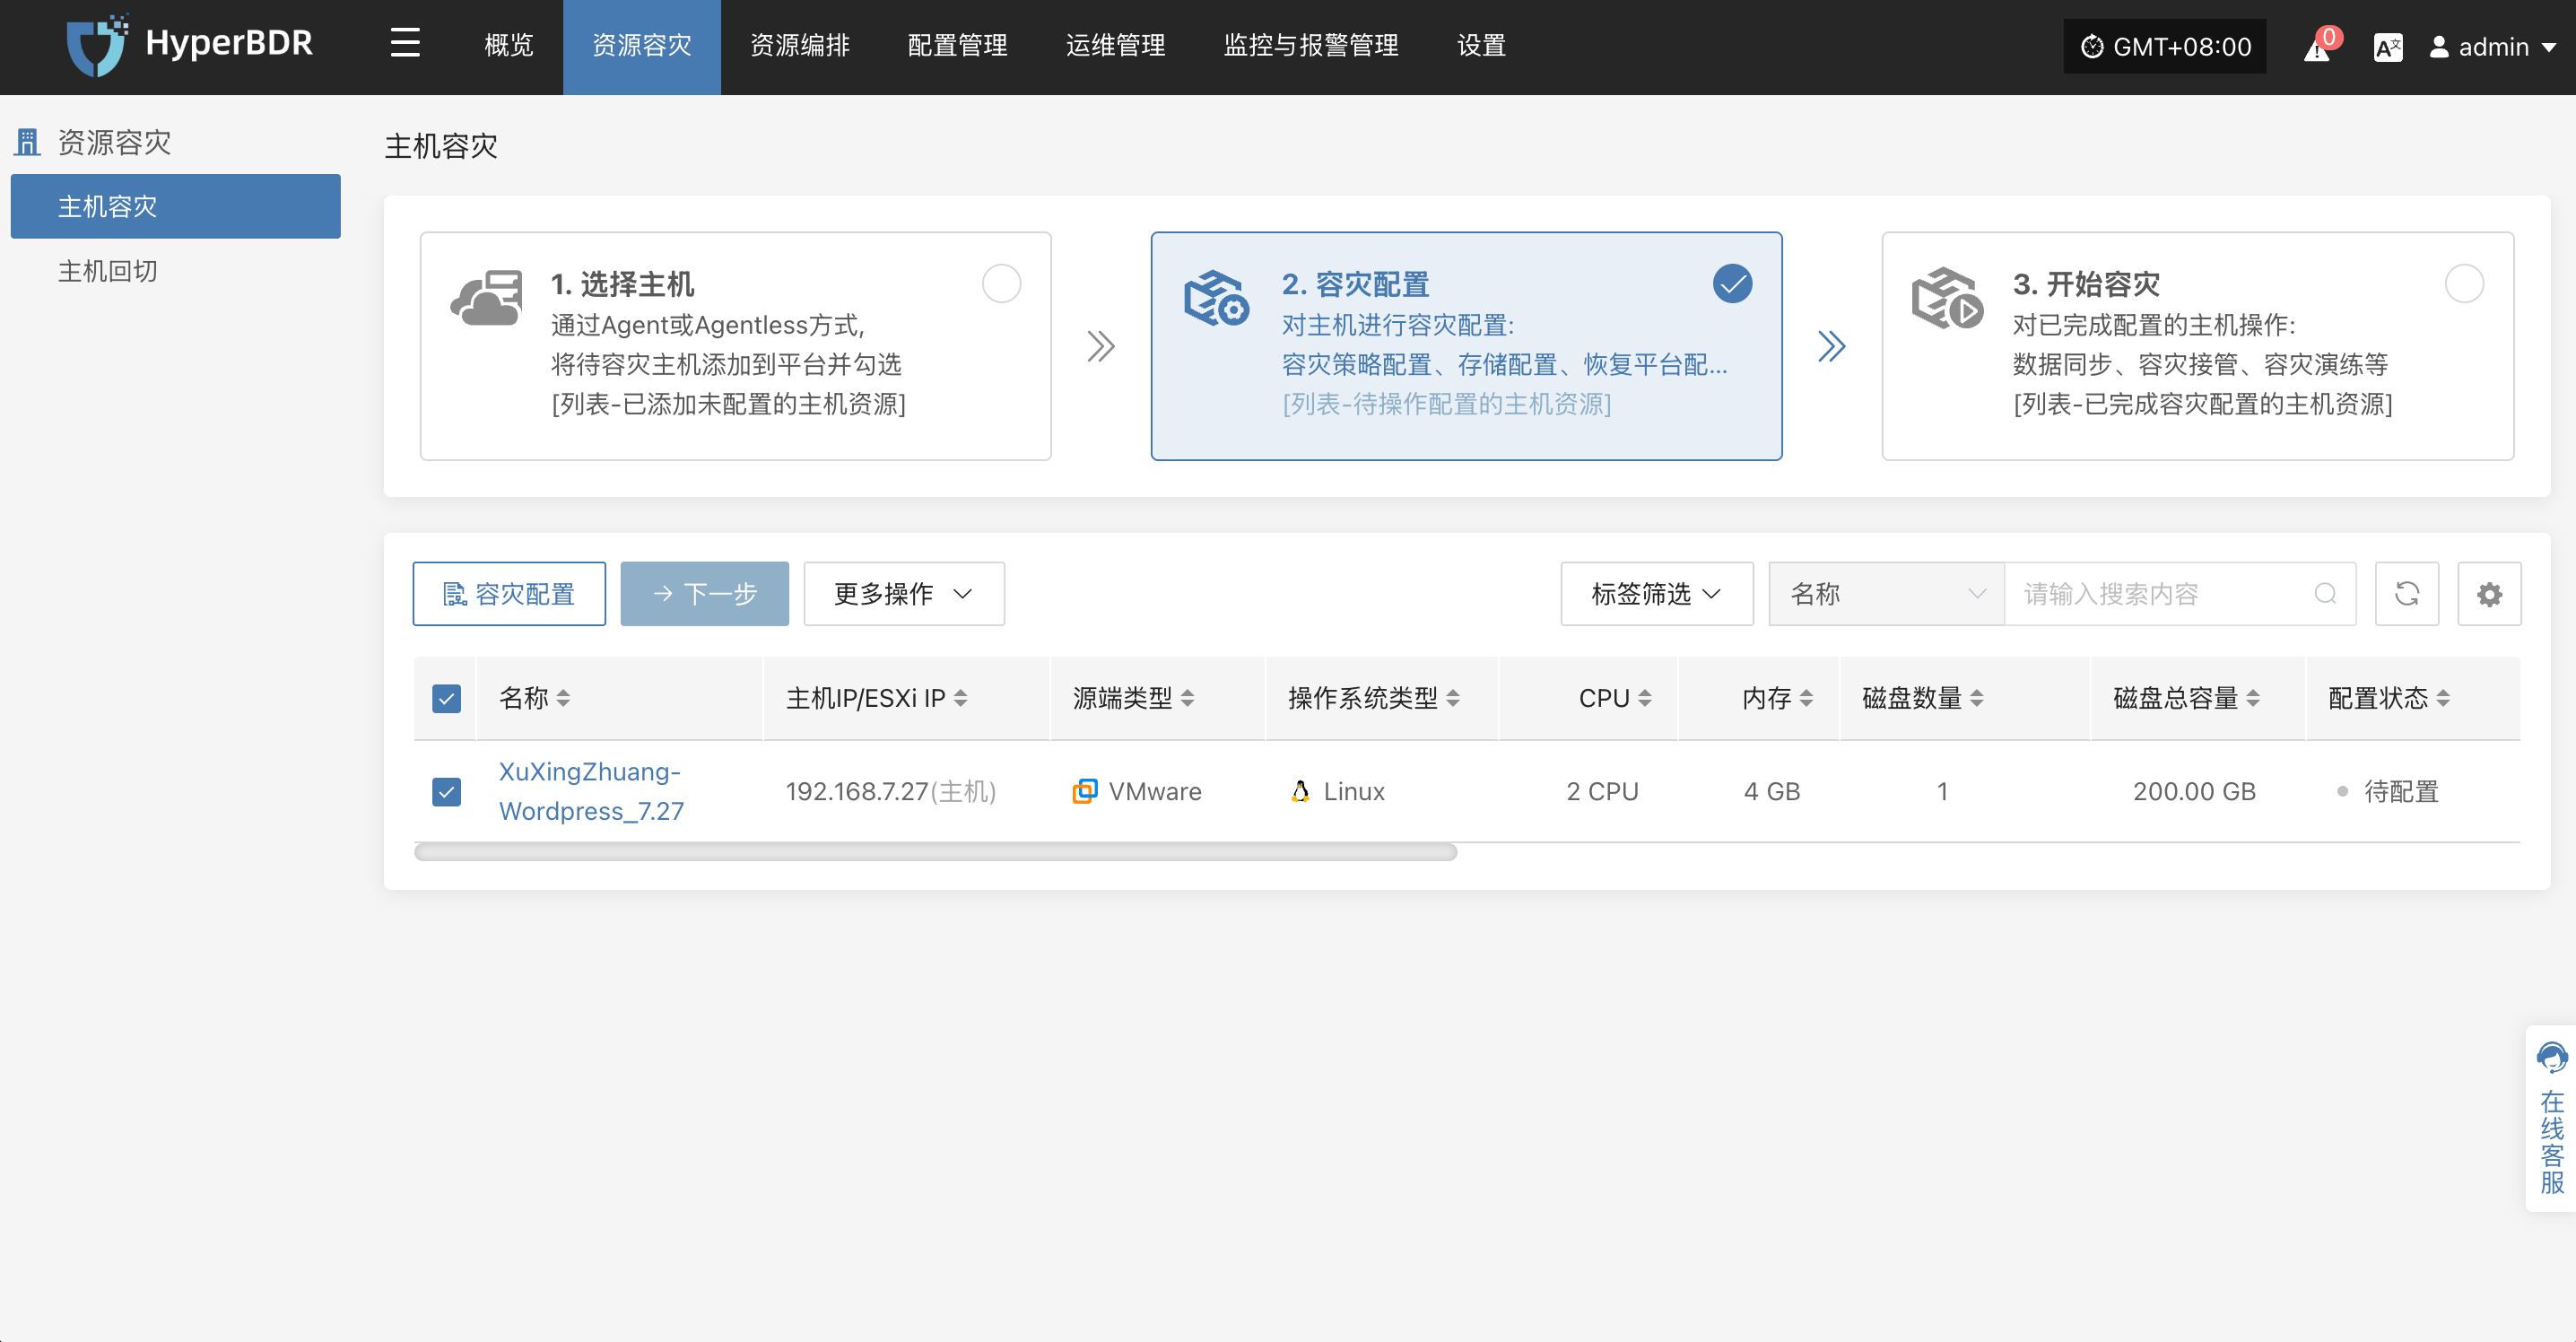 HyperBDR
概览
资源容灾
资源编排
配置管理
运维管理
监控与报警管理
设置
GMT+08:00
0
admin
资源容灾
主机容灾
主机回切
主机容灾
1. 选择主机
通过Agent或Agentless方式,
将待容灾主机添加到平台并勾选
[列表-已添加未配置的主机资源]
2. 容灾配置
对主机进行容灾配置:
容灾策略配置、存储配置、恢复平台配...
[列表-待操作配置的主机资源]
3. 开始容灾
对已完成配置的主机操作:
数据同步、容灾接管、容灾演练等
[列表-已完成容灾配置的主机资源]
容灾配置
下一步
更多操作
标签筛选
名称
请输入搜索内容
名称 主机IP/ESXi IP 源端类型 操作系统类型 CPU 内存 磁盘数量 磁盘总容量 配置状态
XuXingZhuang-
Wordpress_7.27
192.168.7.27(主机) VMware Linux 2 CPU 4 GB 1 200.00 GB 待配置
在线客服